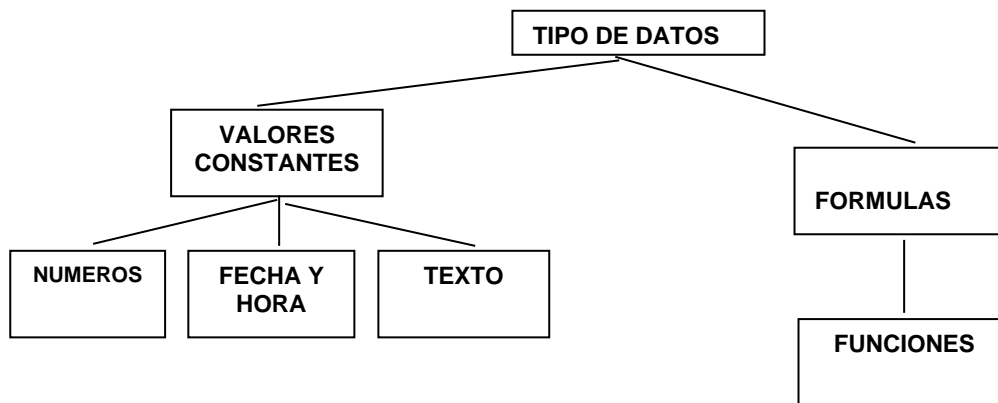 TIPO DE DATOS
VALORES
CONSTANTES
FORMULAS
NUMEROS
FECHA Y
HORA
TEXTO
FUNCIONES